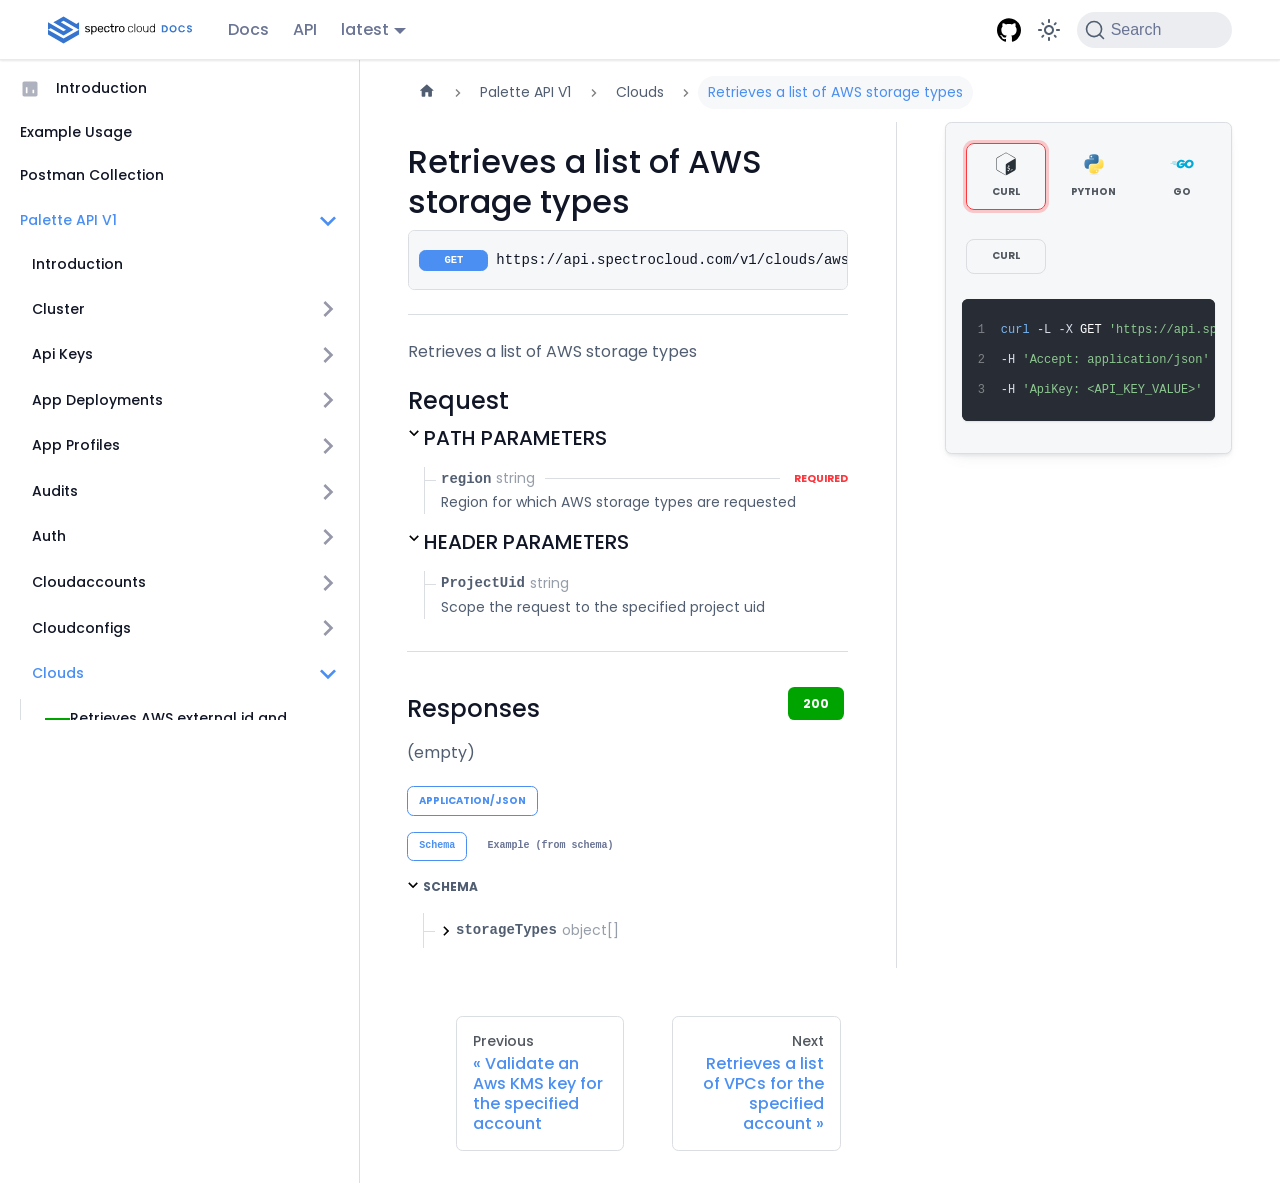 spectro cloud DOCS
Docs
API
latest
Search
Introduction
Example Usage
Postman Collection
Palette API V1
Introduction
Cluster
Api Keys
App Deployments
App Profiles
Audits
Auth
Cloudaccounts
Cloudconfigs
Clouds
Retrieves AWS external id and
Palette API V1
Clouds
Retrieves a list of AWS storage types
Retrieves a list of AWS
storage types
GET https://api.spectrocloud.com/v1/clouds/aws
Retrieves a list of AWS storage types
Request
PATH PARAMETERS
region string REQUIRED
Region for which AWS storage types are requested
HEADER PARAMETERS
ProjectUid string
Scope the request to the specified project uid
Responses
200
(empty)
APPLICATION/JSON
Schema Example (from schema)
SCHEMA
storageTypes object[]
CURL PYTHON GO
CURL
1 curl -L -X GET 'https://api.sp
2 -H 'Accept: application/json'
3 -H 'ApiKey: <API_KEY_VALUE>'
Previous
« Validate an
Aws KMS key for
the specified
account
Next
Retrieves a list
of VPCs for the
specified
account »